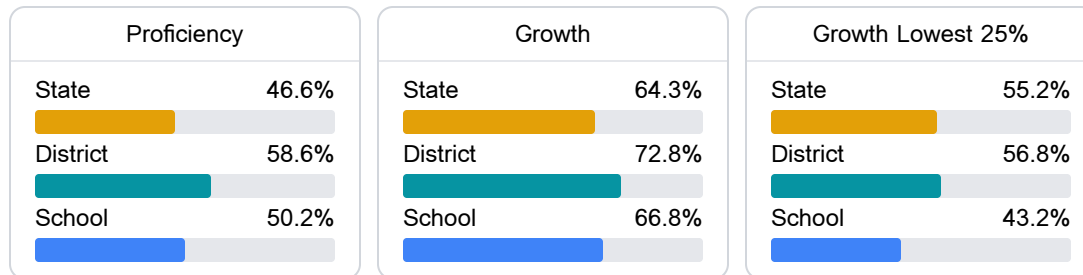 Proficiency
State 46.6%
District 58.6%
School 50.2%
Growth
State 64.3%
District 72.8%
School 66.8%
Growth Lowest 25%
State 55.2%
District 56.8%
School 43.2%